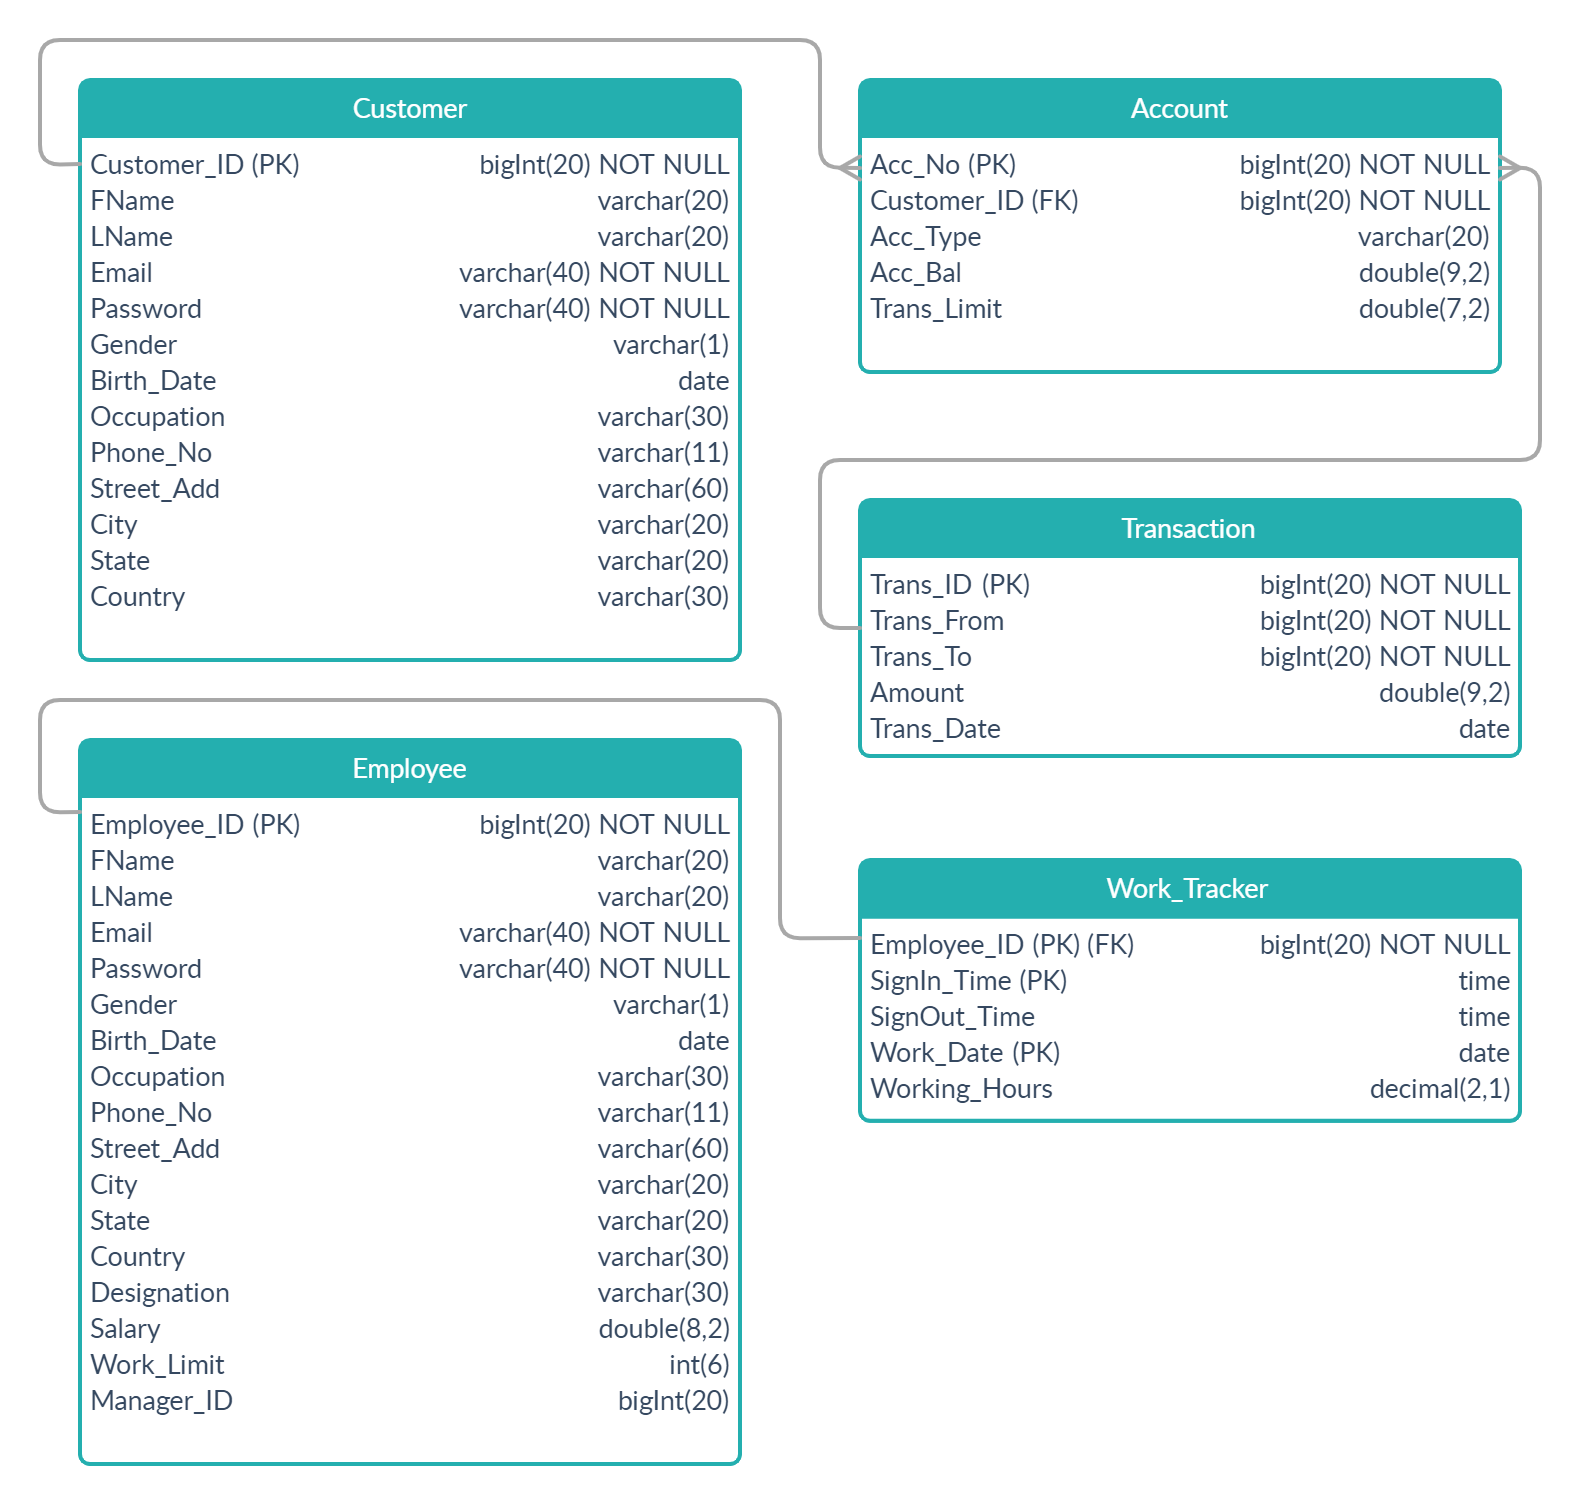 Customer
Customer_ID (PK) bigInt(20) NOT NULL
FName varchar(20)
LName varchar(20)
Email varchar(40) NOT NULL
Password varchar(40) NOT NULL
Gender varchar(1)
Birth_Date date
Occupation varchar(30)
Phone_No varchar(11)
Street_Add varchar(60)
City varchar(20)
State varchar(20)
Country varchar(30)
Account
Acc_No (PK) bigInt(20) NOT NULL
Customer_ID (FK) bigInt(20) NOT NULL
Acc_Type varchar(20)
Acc_Bal double(9,2)
Trans_Limit double(7,2)
Transaction
Trans_ID (PK) bigInt(20) NOT NULL
Trans_From bigInt(20) NOT NULL
Trans_To bigInt(20) NOT NULL
Amount double(9,2)
Trans_Date date
Employee
Employee_ID (PK) bigInt(20) NOT NULL
FName varchar(20)
LName varchar(20)
Email varchar(40) NOT NULL
Password varchar(40) NOT NULL
Gender varchar(1)
Birth_Date date
Occupation varchar(30)
Phone_No varchar(11)
Street_Add varchar(60)
City varchar(20)
State varchar(20)
Country varchar(30)
Designation varchar(30)
Salary double(8,2)
Work_Limit int(6)
Manager_ID bigInt(20)
Work_Tracker
Employee_ID (PK) (FK) bigInt(20) NOT NULL
SignIn_Time (PK) time
SignOut_Time time
Work_Date (PK) date
Working_Hours decimal(2,1)